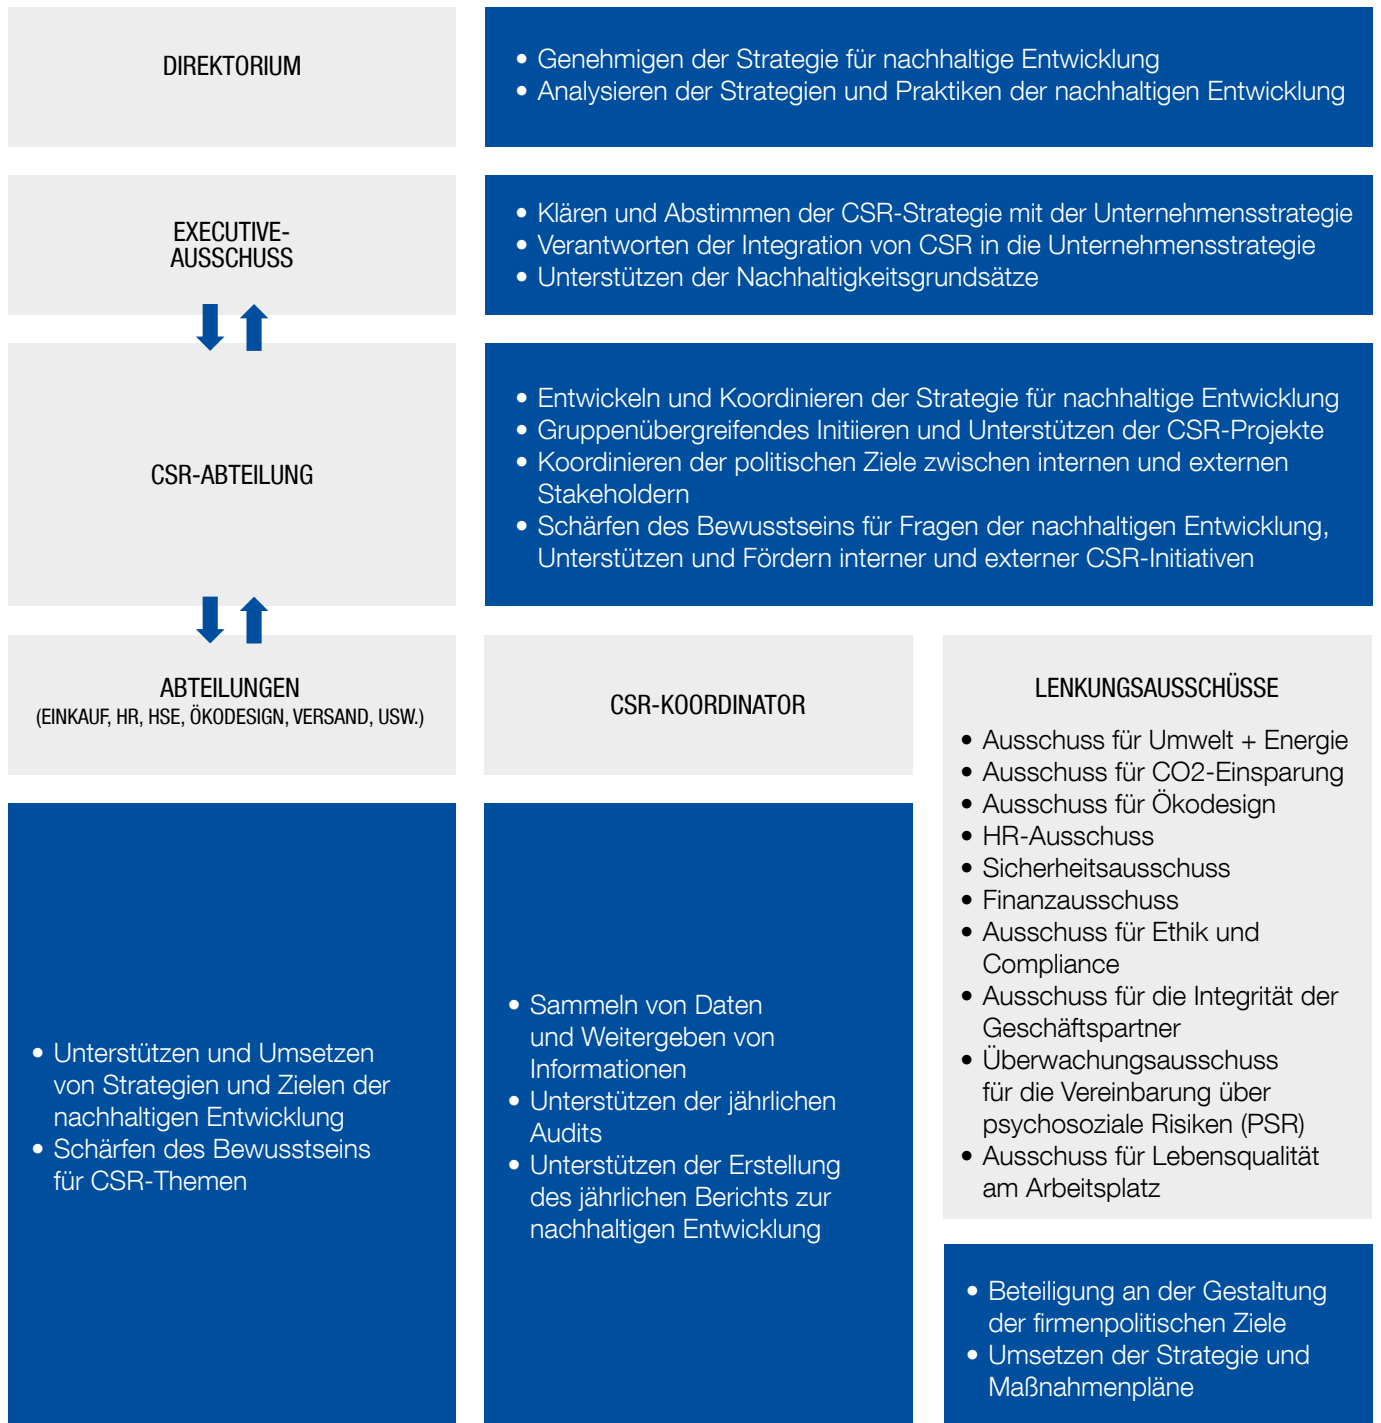 DIREKTORIUM
• Genehmigen der Strategie für nachhaltige Entwicklung
• Analysieren der Strategien und Praktiken der nachhaltigen Entwicklung
EXECUTIVE-
AUSSCHUSS
• Klären und Abstimmen der CSR-Strategie mit der Unternehmensstrategie
• Verantworten der Integration von CSR in die Unternehmensstrategie
• Unterstützen der Nachhaltigkeitsgrundsätze
CSR-ABTEILUNG
• Entwickeln und Koordinieren der Strategie für nachhaltige Entwicklung
• Gruppenübergreifendes Initiieren und Unterstützen der CSR-Projekte
• Koordinieren der politischen Ziele zwischen internen und externen
Stakeholdern
• Schärfen des Bewusstseins für Fragen der nachhaltigen Entwicklung,
Unterstützen und Fördern interner und externer CSR-Initiativen
ABTEILUNGEN
(EINKAUF, HR, HSE, ÖKODESIGN, VERSAND, USW.)
• Unterstützen und Umsetzen
von Strategien und Zielen der
nachhaltigen Entwicklung
• Schärfen des Bewusstseins
für CSR-Themen
CSR-KOORDINATOR
• Sammeln von Daten
und Weitergeben von
Informationen
• Unterstützen der jährlichen
Audits
• Unterstützen der Erstellung
des jährlichen Berichts zur
nachhaltigen Entwicklung
LENKUNGSAUSSCHÜSSE
• Ausschuss für Umwelt + Energie
• Ausschuss für CO2-Einsparung
• Ausschuss für Ökodesign
• HR-Ausschuss
• Sicherheitsausschuss
• Finanzausschuss
• Ausschuss für Ethik und
Compliance
• Ausschuss für die Integrität der
Geschäftspartner
• Überwachungsausschuss
für die Vereinbarung über
psychosoziale Risiken (PSR)
• Ausschuss für Lebensqualität
am Arbeitsplatz
• Beteiligung an der Gestaltung
der firmenpolitischen Ziele
• Umsetzen der Strategie und
Maßnahmenpläne